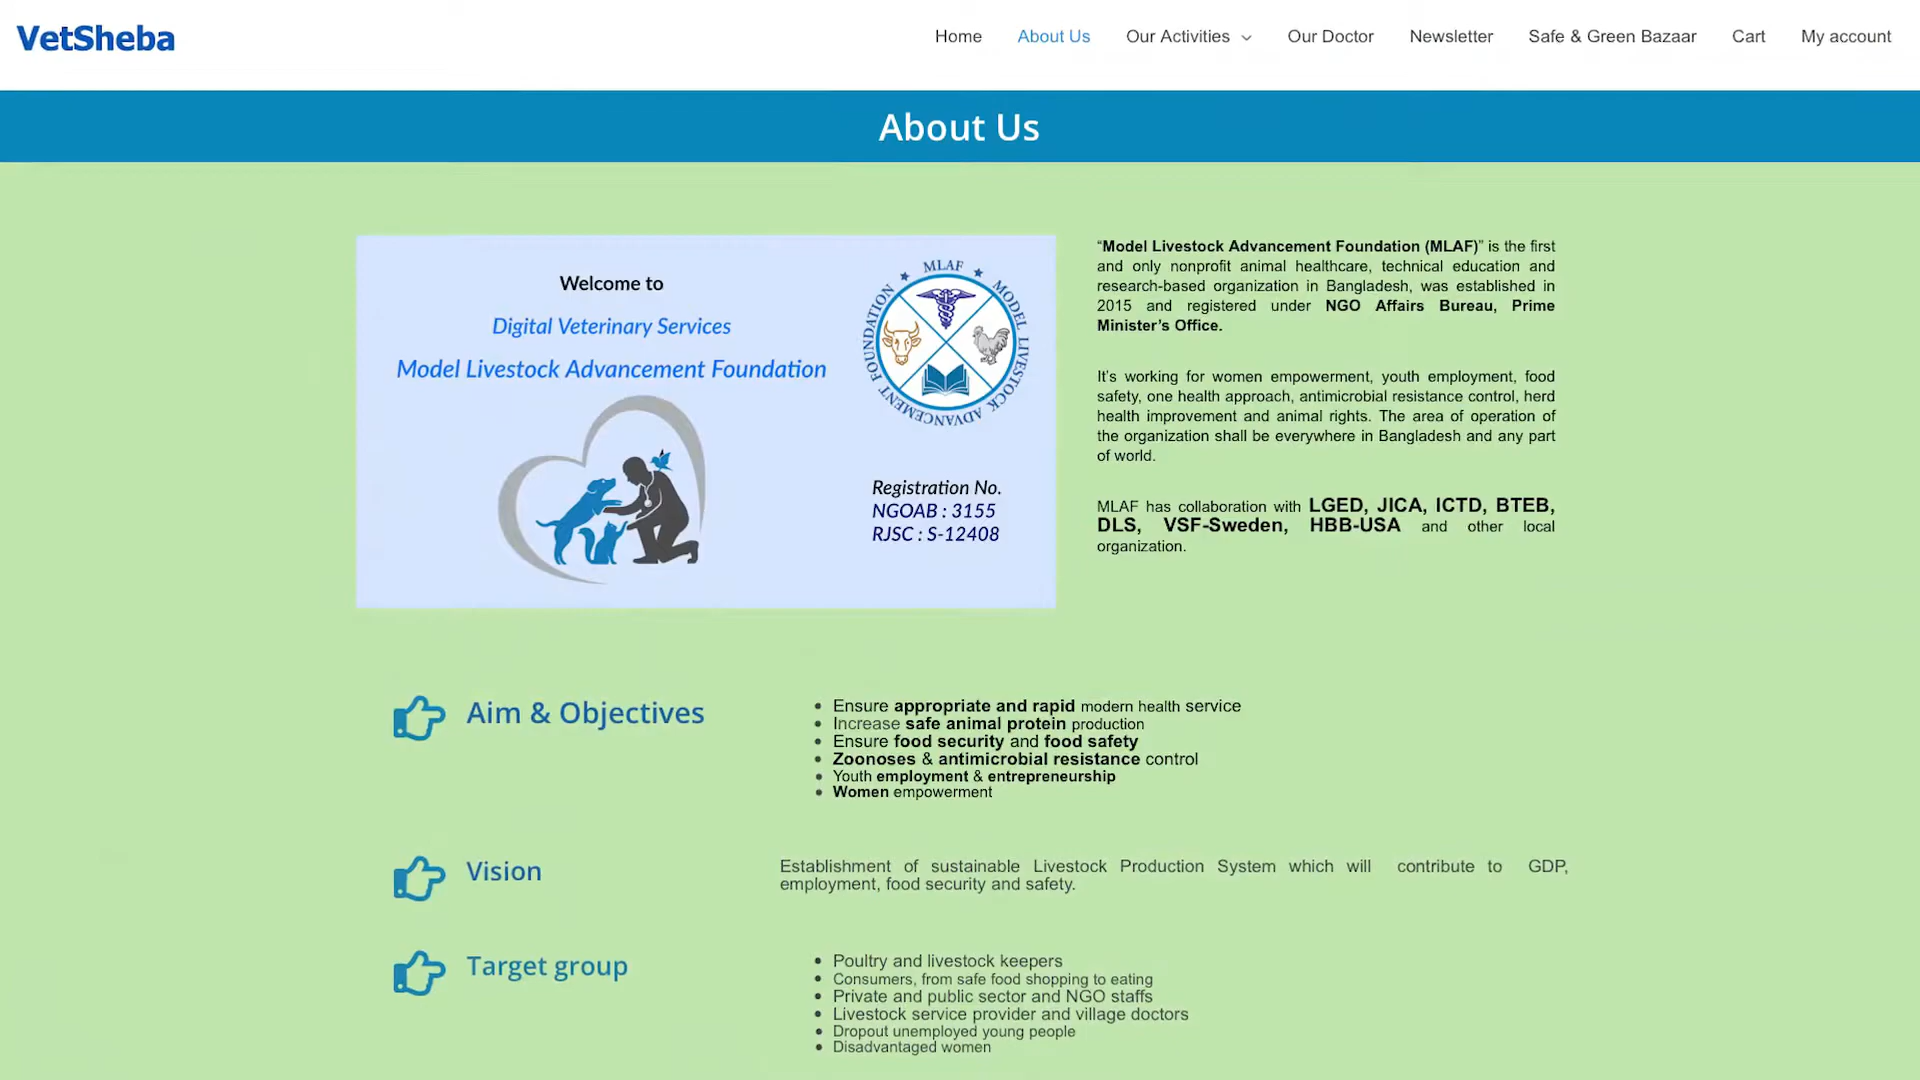 VetSheba
Home About Us Our Activities Our Doctor Newsletter Safe & Green Bazaar Cart My account
About Us
Welcome to
Digital Veterinary Services
Model Livestock Advancement Foundation
MLAF
MODEL LIVESTOCK ADVANCEMENT FOUNDATION
Registration No.
NGOAB : 3155
RJSC : S-12408
“Model Livestock Advancement Foundation (MLAF)” is the first
and only nonprofit animal healthcare, technical education and
research-based organization in Bangladesh, was established in
2015 and registered under NGO Affairs Bureau, Prime
Minister’s Office.
It’s working for women empowerment, youth employment, food
safety, one health approach, antimicrobial resistance control, herd
health improvement and animal rights. The area of operation of
the organization shall be everywhere in Bangladesh and any part
of world.
MLAF has collaboration with LGED, JICA, ICTD, BTEB,
DLS, VSF-Sweden, HBB-USA and other local
organization.
Aim & Objectives
Ensure appropriate and rapid modern health service
Increase safe animal protein production
Ensure food security and food safety
Zoonoses & antimicrobial resistance control
Youth employment & entrepreneurship
Women empowerment
Vision
Establishment of sustainable Livestock Production System which will contribute to GDP,
employment, food security and safety.
Target group
Poultry and livestock keepers
Consumers, from safe food shopping to eating
Private and public sector and NGO staffs
Livestock service provider and village doctors
Dropout unemployed young people
Disadvantaged women